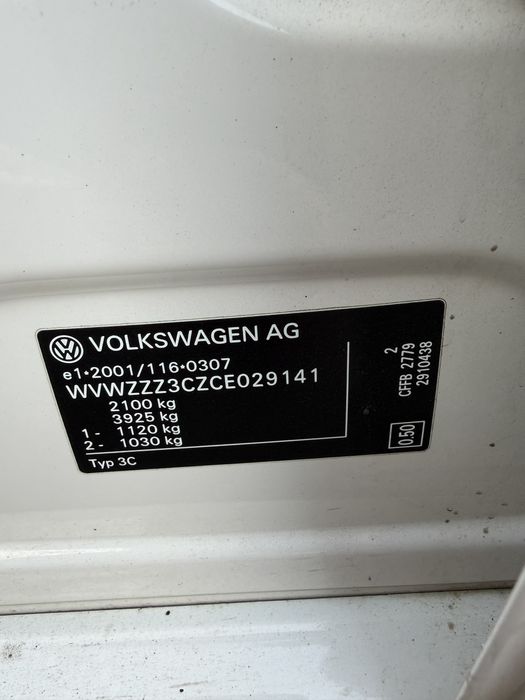 VOLKSWAGEN AG
e1*2001/116*0307
WVWZZZ3CZCE029141
2100 kg
3925 kg
1 - 1120 kg
2 - 1030 kg
Typ 3C
2
CFFB 2779
2910438
0.50